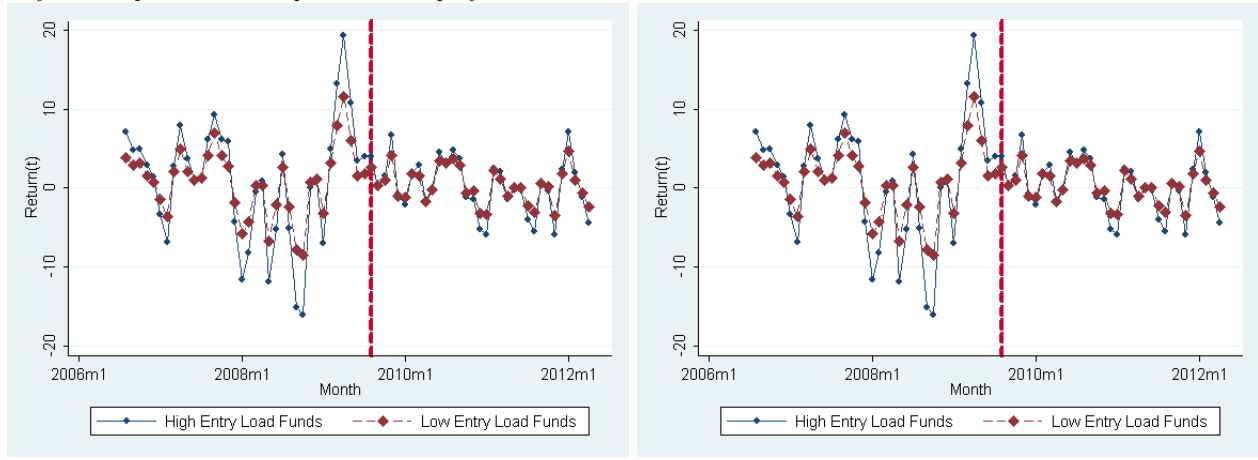 20
10
0
-10
-20
Return(t)
2006m1 2008m1 2010m1 2012m1
Month
High Entry Load Funds Low Entry Load Funds
20
10
0
-10
-20
Return(t)
2006m1 2008m1 2010m1 2012m1
Month
High Entry Load Funds Low Entry Load Funds